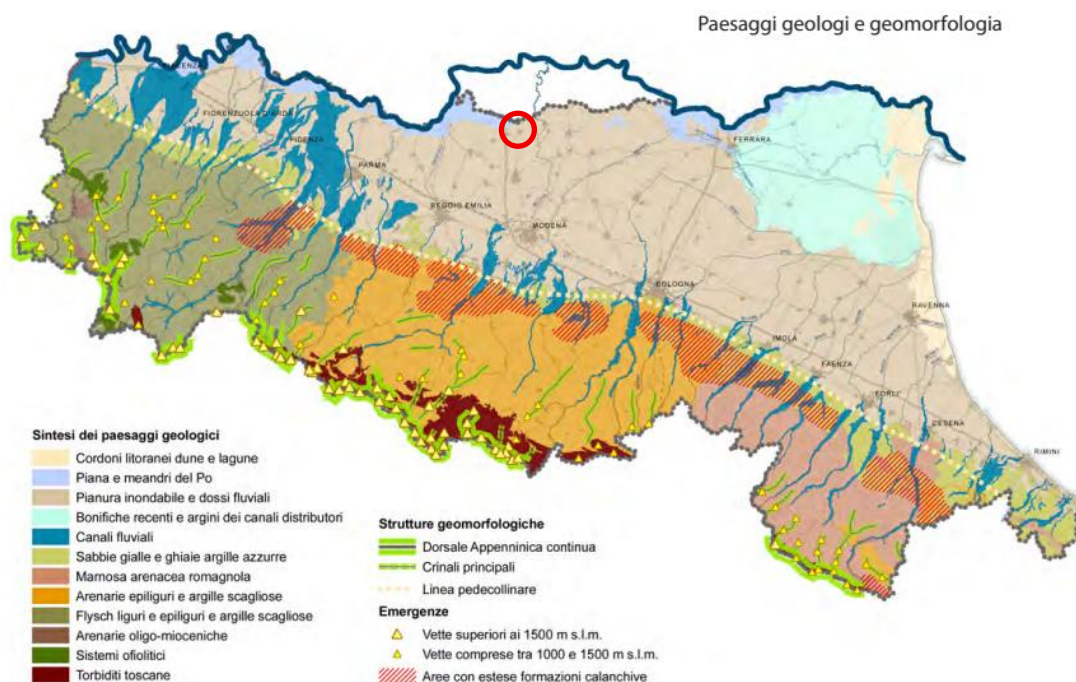 Paesaggi geologi e geomorfologia
FIORENZUOLA D'ARDA
FIDENZA
PARMA
REGGIO EMILIA
MODENA
FERRARA
BOLOGNA
RAVENNA
IMOLA
FAENZA
FORLI'
CESENA
RIMINI
Sintesi dei paesaggi geologici
Cordoni litoranei dune e lagune
Piana e meandri del Po
Pianura inondabile e dossi fluviali
Bonifiche recenti e argini dei canali distributori
Canali fluviali
Sabbie gialle e ghiaie argille azzurre
Marnosa arenacea romagnola
Arenarie epiliguri e argille scagliose
Flysch liguri e epiliguri e argille scagliose
Arenarie oligo-mioceniche
Sistemi ofiolitici
Torbiditi toscane
Strutture geomorfologiche
Dorsale Appenninica continua
Crinali principali
Linea pedecollinare
Emergenze
Vette superiori ai 1500 m s.l.m.
Vette comprese tra 1000 e 1500 m s.l.m.
Aree con estese formazioni calanchive